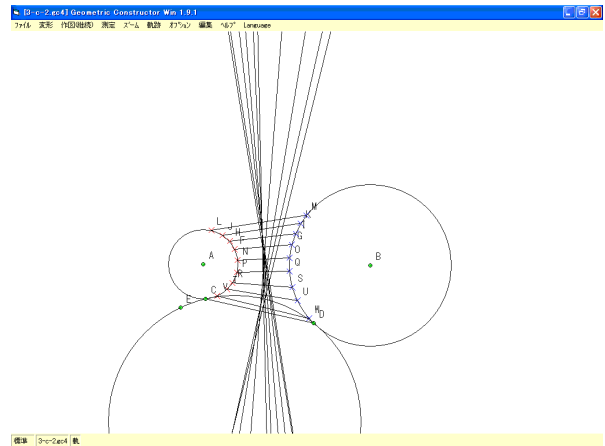 [3-c-2.gc4] Geometric Constructor Win 1.9.1
ファイル 変形 作図(継続) 測定 ズーム 軌跡 オプション 編集 ヘルプ Language
L
J
M
H
F
I
G
N
O
A
P
Q
B
R
S
C
V
U
E
W
D
標準 3-c-2.gc4 軌